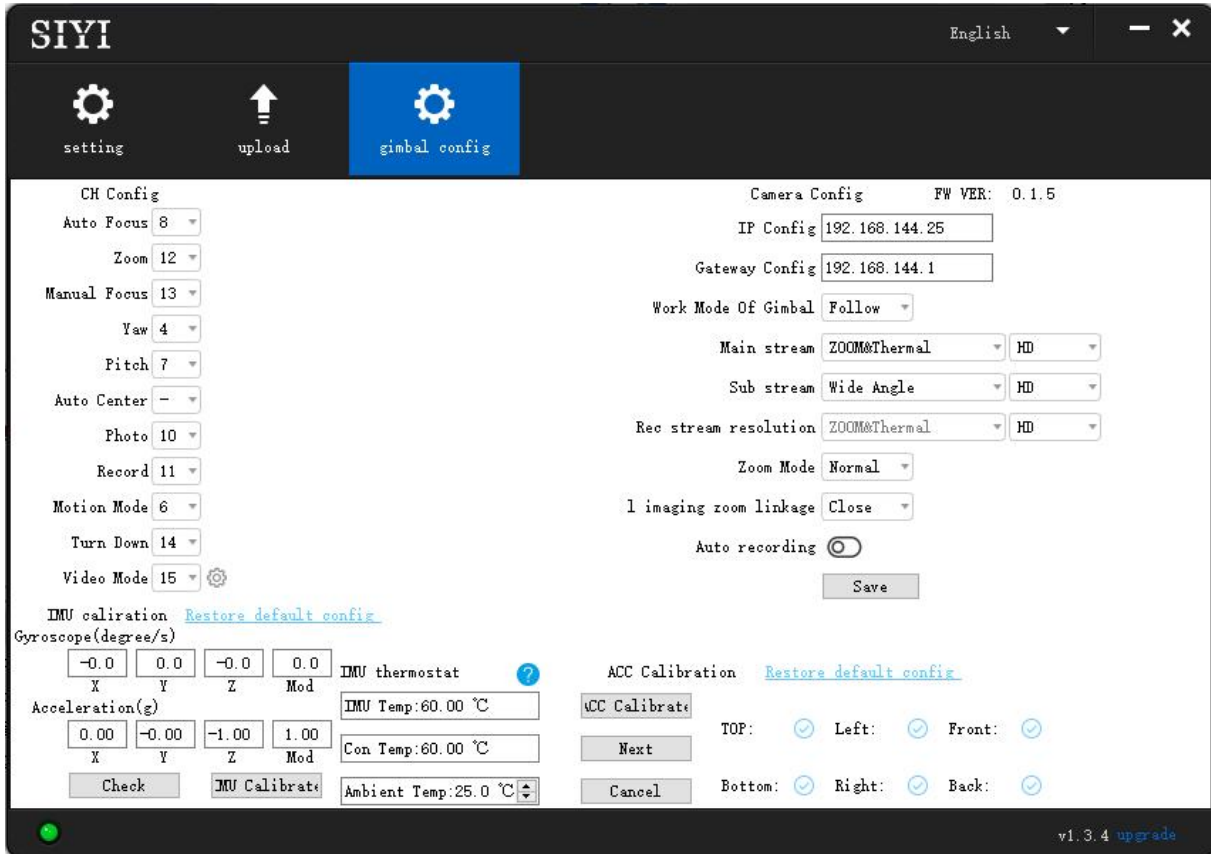 SIYI
English
setting
upload
gimbal config
CH Config
Auto Focus 8
Zoom 12
Manual Focus 13
Yaw 4
Pitch 7
Auto Center -
Photo 10
Record 11
Motion Mode 6
Turn Down 14
Video Mode 15
Camera Config FW VER: 0.1.5
IP Config 192.168.144.25
Gateway Config 192.168.144.1
Work Mode Of Gimbal Follow
Main stream ZOOM&Thermal HD
Sub stream Wide Angle HD
Rec stream resolution ZOOM&Thermal HD
Zoom Mode Normal
l imaging zoom linkage Close
Auto recording
Save
IMU caliration Restore default config
Gyroscope(degree/s)
-0.0 0.0 -0.0 0.0
X Y Z Mod
Acceleration(g)
0.00 -0.00 -1.00 1.00
X Y Z Mod
Check IMU Calibrate
IMU thermostat ?
IMU Temp:60.00 ℃
Con Temp:60.00 ℃
Ambient Temp:25.0 ℃
ACC Calibration Restore default config
ACC Calibrate
Next
Cancel
TOP: Left: Front:
Bottom: Right: Back:
v1.3.4 upgrade